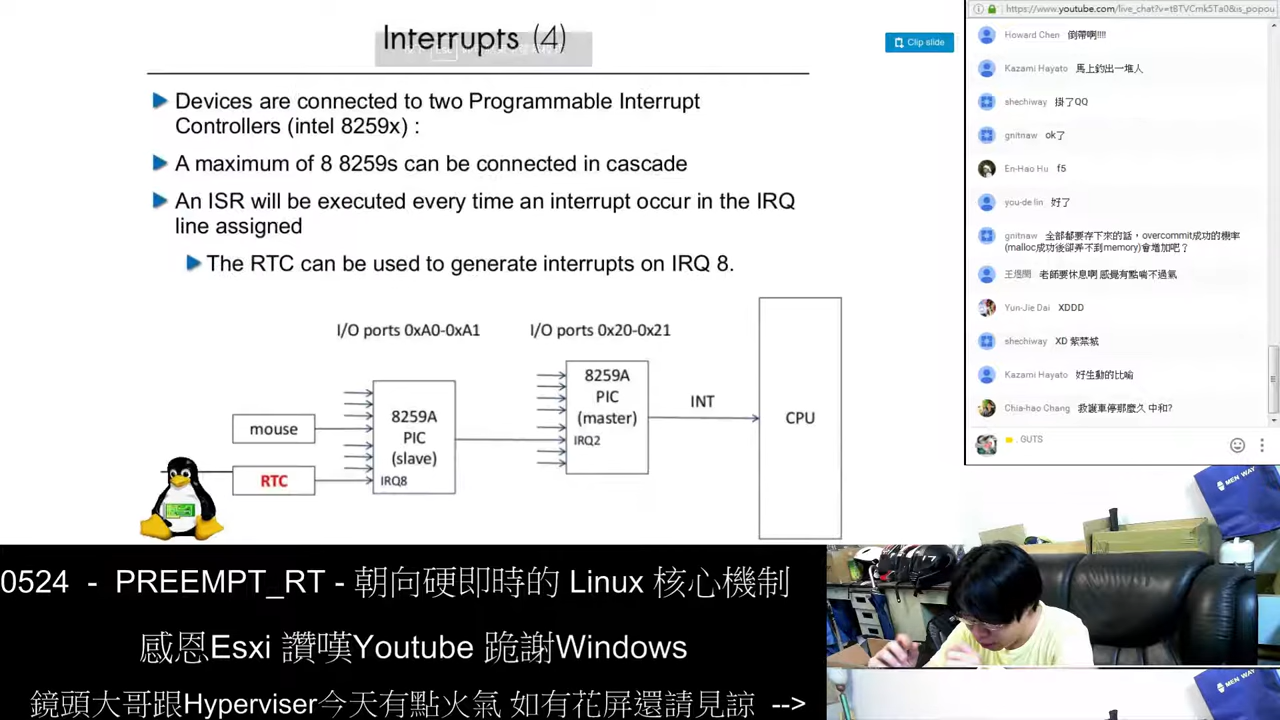 Interrupts (4)
Clip slide
Devices are connected to two Programmable Interrupt
Controllers (intel 8259x) :
A maximum of 8 8259s can be connected in cascade
An ISR will be executed every time an interrupt occur in the IRQ
line assigned
The RTC can be used to generate interrupts on IRQ 8.
I/O ports 0xA0-0xA1
I/O ports 0x20-0x21
mouse
RTC
8259A
PIC
(slave)
IRQ8
8259A
PIC
(master)
IRQ2
INT
CPU
https://www.youtube.com/live_chat?v=t8TVCmk5Ta0&is_popou
Howard Chen 倒帶啊!!!!
Kazami Hayato 馬上釣出一堆人
shechiway 掛了QQ
gnitnaw ok了
En-Hao Hu f5
you-de lin 好了
gnitnaw 全部都要存下來的話，overcommit成功的機率
(malloc成功後卻弄不到memory)會增加吧？
老師要休息啊 感覺有點喘不過氣
Yun-Jie Dai XDDD
shechiway XD 紫禁城
Kazami Hayato 好生動的比喻
Chia-hao Chang 救護車停那麼久 中和?
. GUTS
MEN WAY
0524 - PREEMPT_RT - 朝向硬即時的 Linux 核心機制
感恩Esxi 讚嘆Youtube 跪謝Windows
鏡頭大哥跟Hyperviser今天有點火氣 如有花屏還請見諒 -->
MEN WAY